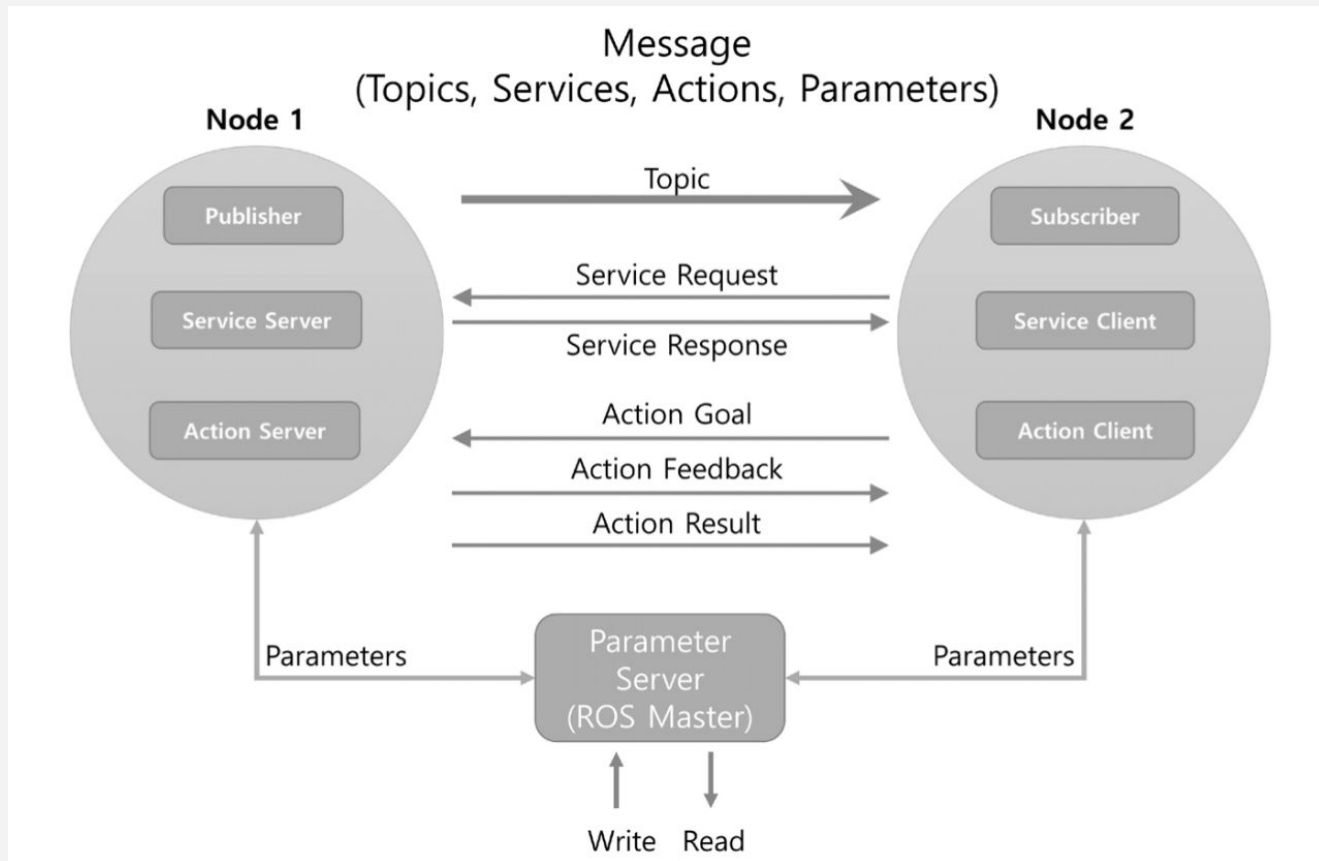 Message
(Topics, Services, Actions, Parameters)
Node 1
Node 2
Topic
Publisher
Subscriber
Service Request
Service Server
Service Client
Service Response
Action Goal
Action Server
Action Client
Action Feedback
Action Result
Parameters
Parameter
Server
(ROS Master)
Parameters
Write
Read